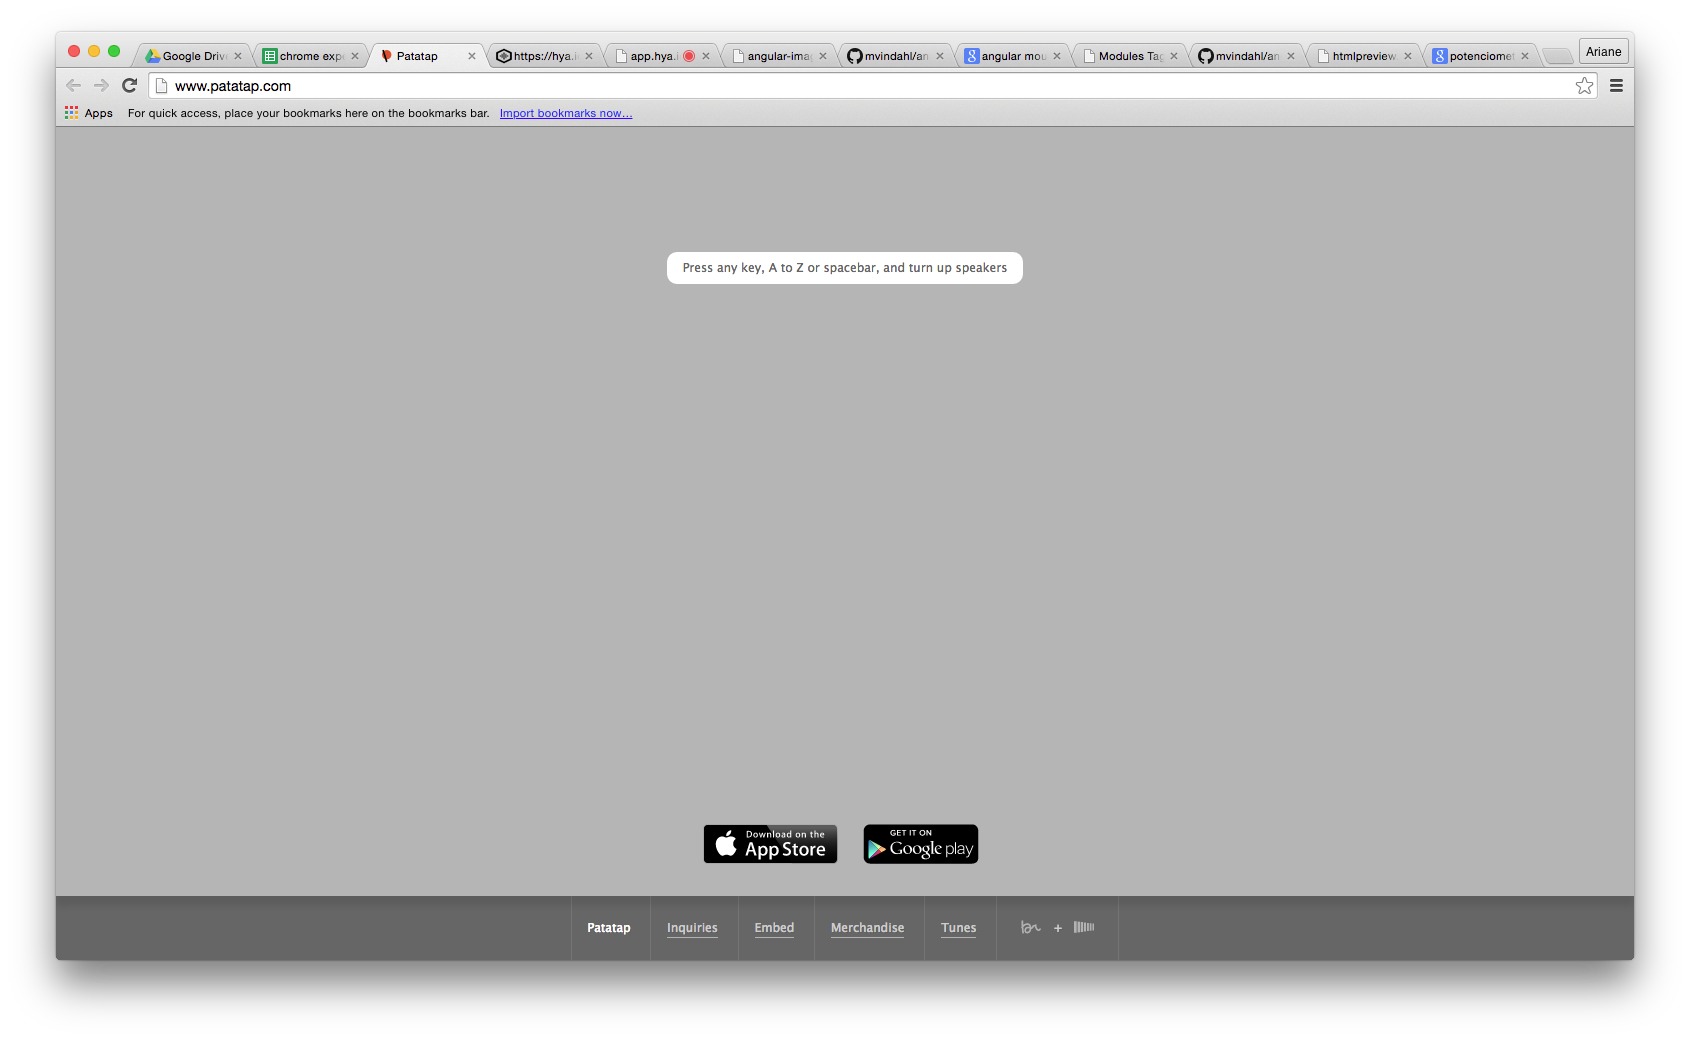 Google Driv
chrome exp
Patatap
https://hya.i
app.hya.i
angular-ima
mvindahl/an
angular mou
Modules Tag
mvindahl/an
htmlpreview.
potenciomet
Ariane
www.patatap.com
Apps
For quick access, place your bookmarks here on the bookmarks bar.
Import bookmarks now…
Press any key, A to Z or spacebar, and turn up speakers
Download on the
App Store
GET IT ON
Google play
Patatap
Inquiries
Embed
Merchandise
Tunes
+